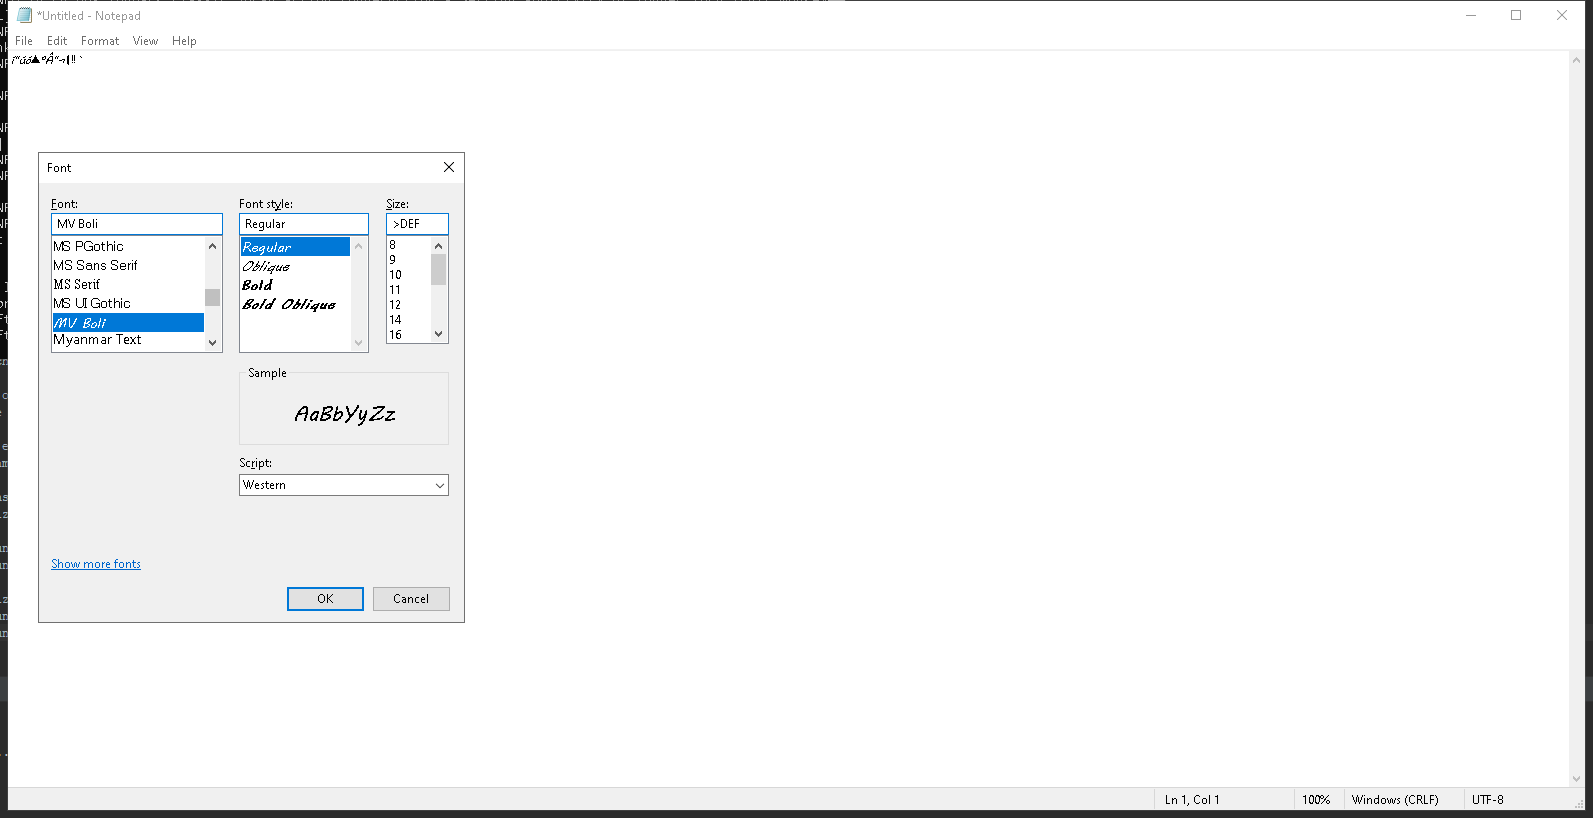 *Untitled - Notepad
File Edit Format View Help
Font
Font: Font style: Size:
MV Boli Regular >DEF
MS PGothic
MS Sans Serif
MS Serif
MS UI Gothic
MV Boli
Myanmar Text
Regular
Oblique
Bold
Bold Oblique
8
9
10
11
12
14
16
Sample
AaBbYyZz
Script:
Western
Show more fonts
OK Cancel
Ln 1, Col 1 100% Windows (CRLF) UTF-8